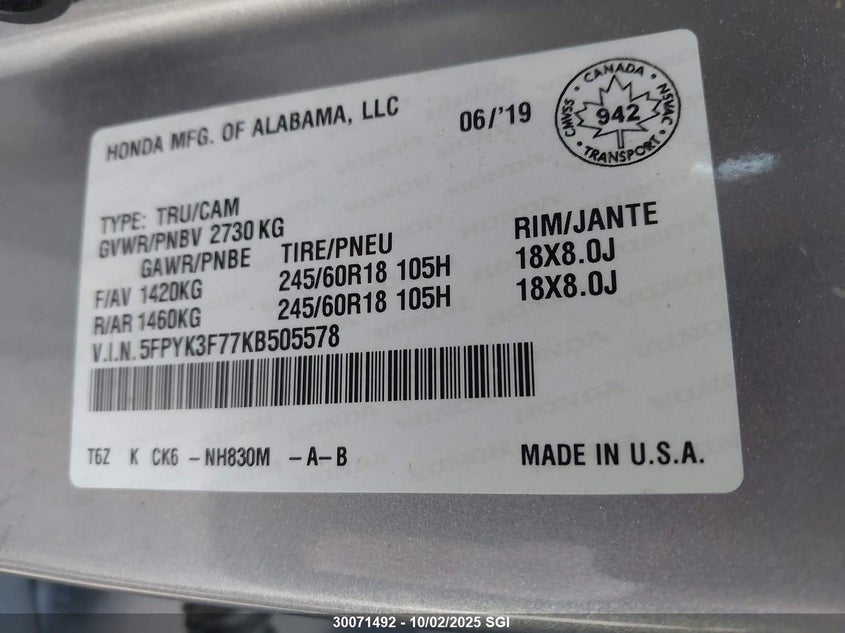 HONDA MFG. OF ALABAMA, LLC
06/'19
CANADA
CMVSS
942
NSVAC
TRANSPORT
TYPE: TRU/CAM
GVWR/PNBV 2730 KG
GAWR/PNBE TIRE/PNEU RIM/JANTE
F/AV 1420KG 245/60R18 105H 18X8.0J
R/AR 1460KG 245/60R18 105H 18X8.0J
V.I.N. 5FPYK3F77KB505578
T6Z K CK6 -NH830M -A-B MADE IN U.S.A.
30071492 - 10/02/2025 SGI